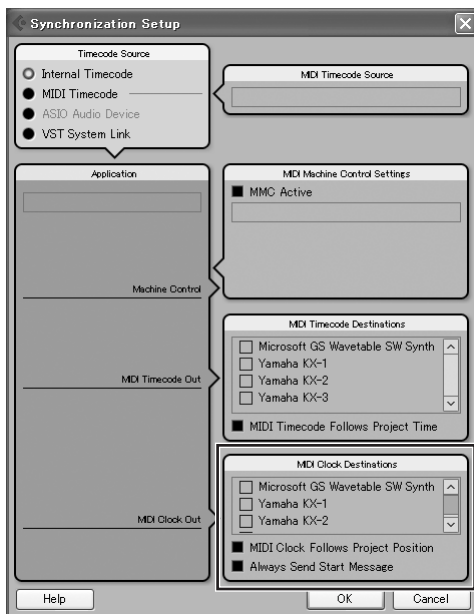 Synchronization Setup
Timecode Source
Internal Timecode
MIDI Timecode
ASIO Audio Device
VST System Link
MIDI Timecode Source
Application
Machine Control
MIDI Timecode Out
MIDI Clock Out
MIDI Machine Control Settings
MMC Active
MIDI Timecode Destinations
Microsoft GS Wavetable SW Synth
Yamaha KX-1
Yamaha KX-2
Yamaha KX-3
MIDI Timecode Follows Project Time
MIDI Clock Destinations
Microsoft GS Wavetable SW Synth
Yamaha KX-1
Yamaha KX-2
MIDI Clock Follows Project Position
Always Send Start Message
Help
OK
Cancel